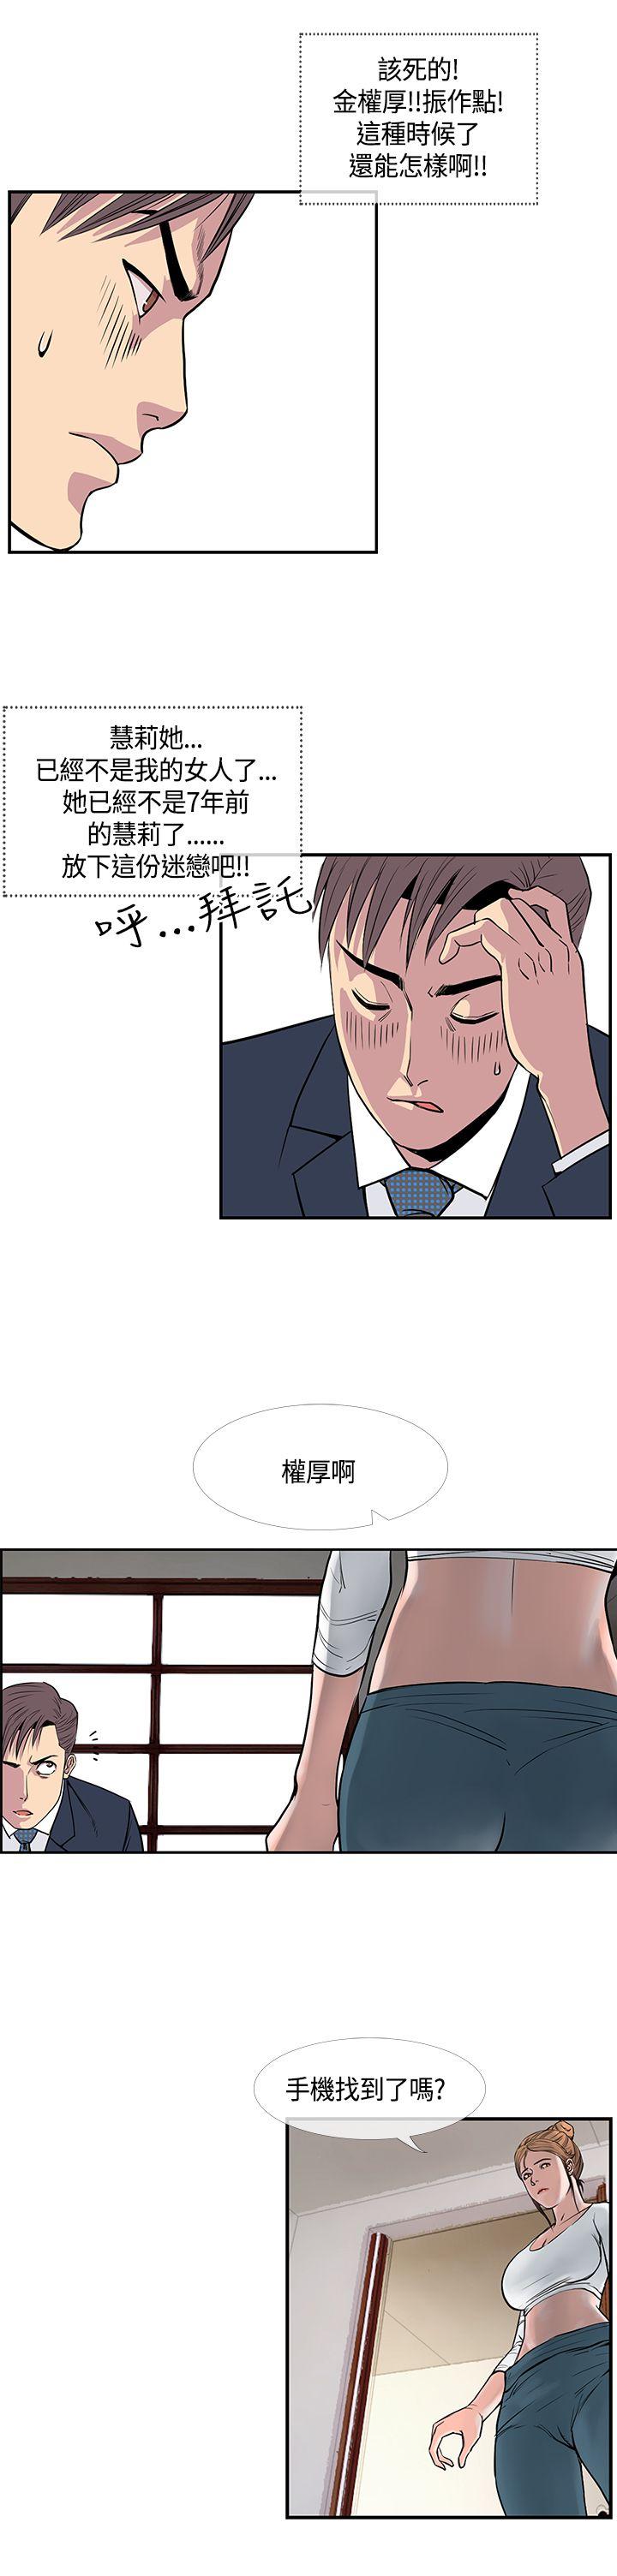 該死的!
金權厚!!振作點!
這種時候了
還能怎樣啊!!
慧莉她...
已經不是我的女人了...
她已經不是7年前
的慧莉了......
放下這份迷戀吧!!
呼...拜託
權厚啊
手機找到了嗎?